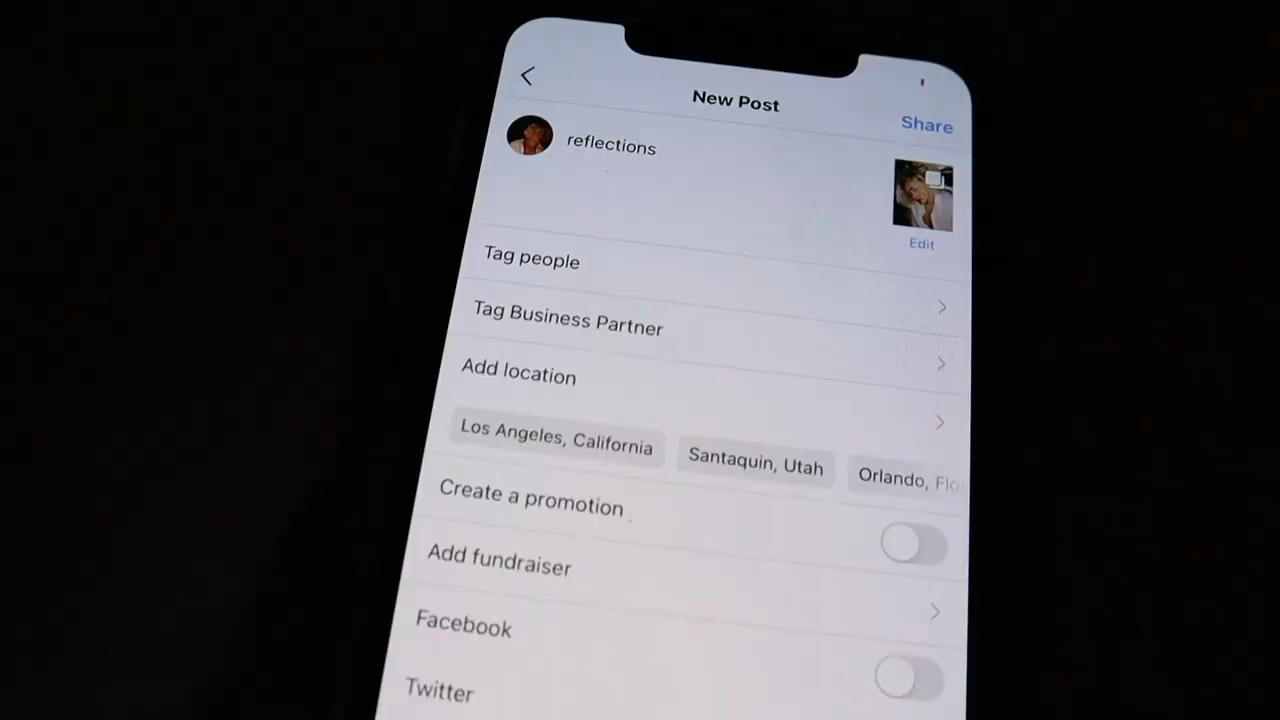 New Post
Share
reflections
Edit
Tag people
Tag Business Partner
Add location
Los Angeles, California
Santaquin, Utah
Orlando, Flo
Create a promotion
Add fundraiser
Facebook
Twitter